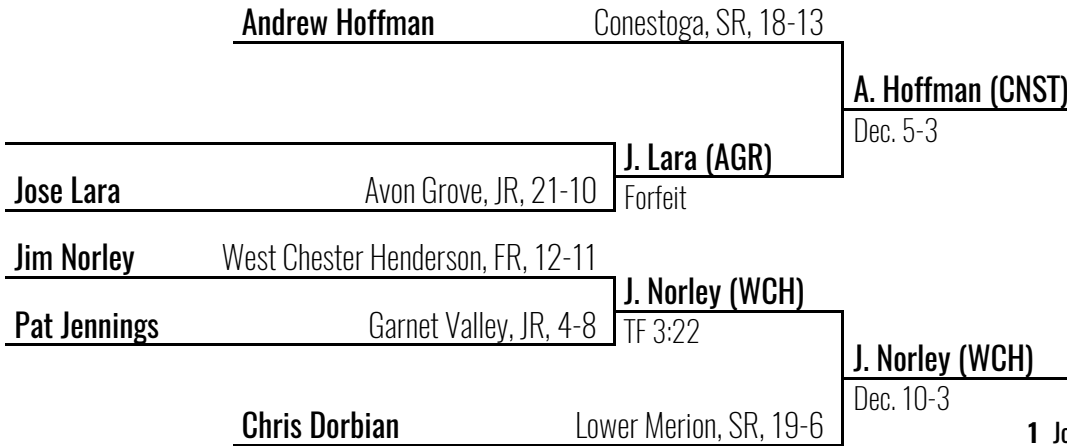 Andrew Hoffman Conestoga, SR, 18-13
A. Hoffman (CNST)
Dec. 5-3
J. Lara (AGR)
Jose Lara Avon Grove, JR, 21-10
Forfeit
Jim Norley West Chester Henderson, FR, 12-11
J. Norley (WCH)
Pat Jennings Garnet Valley, JR, 4-8
TF 3:22
J. Norley (WCH)
Dec. 10-3
Chris Dorbian Lower Merion, SR, 19-6
1